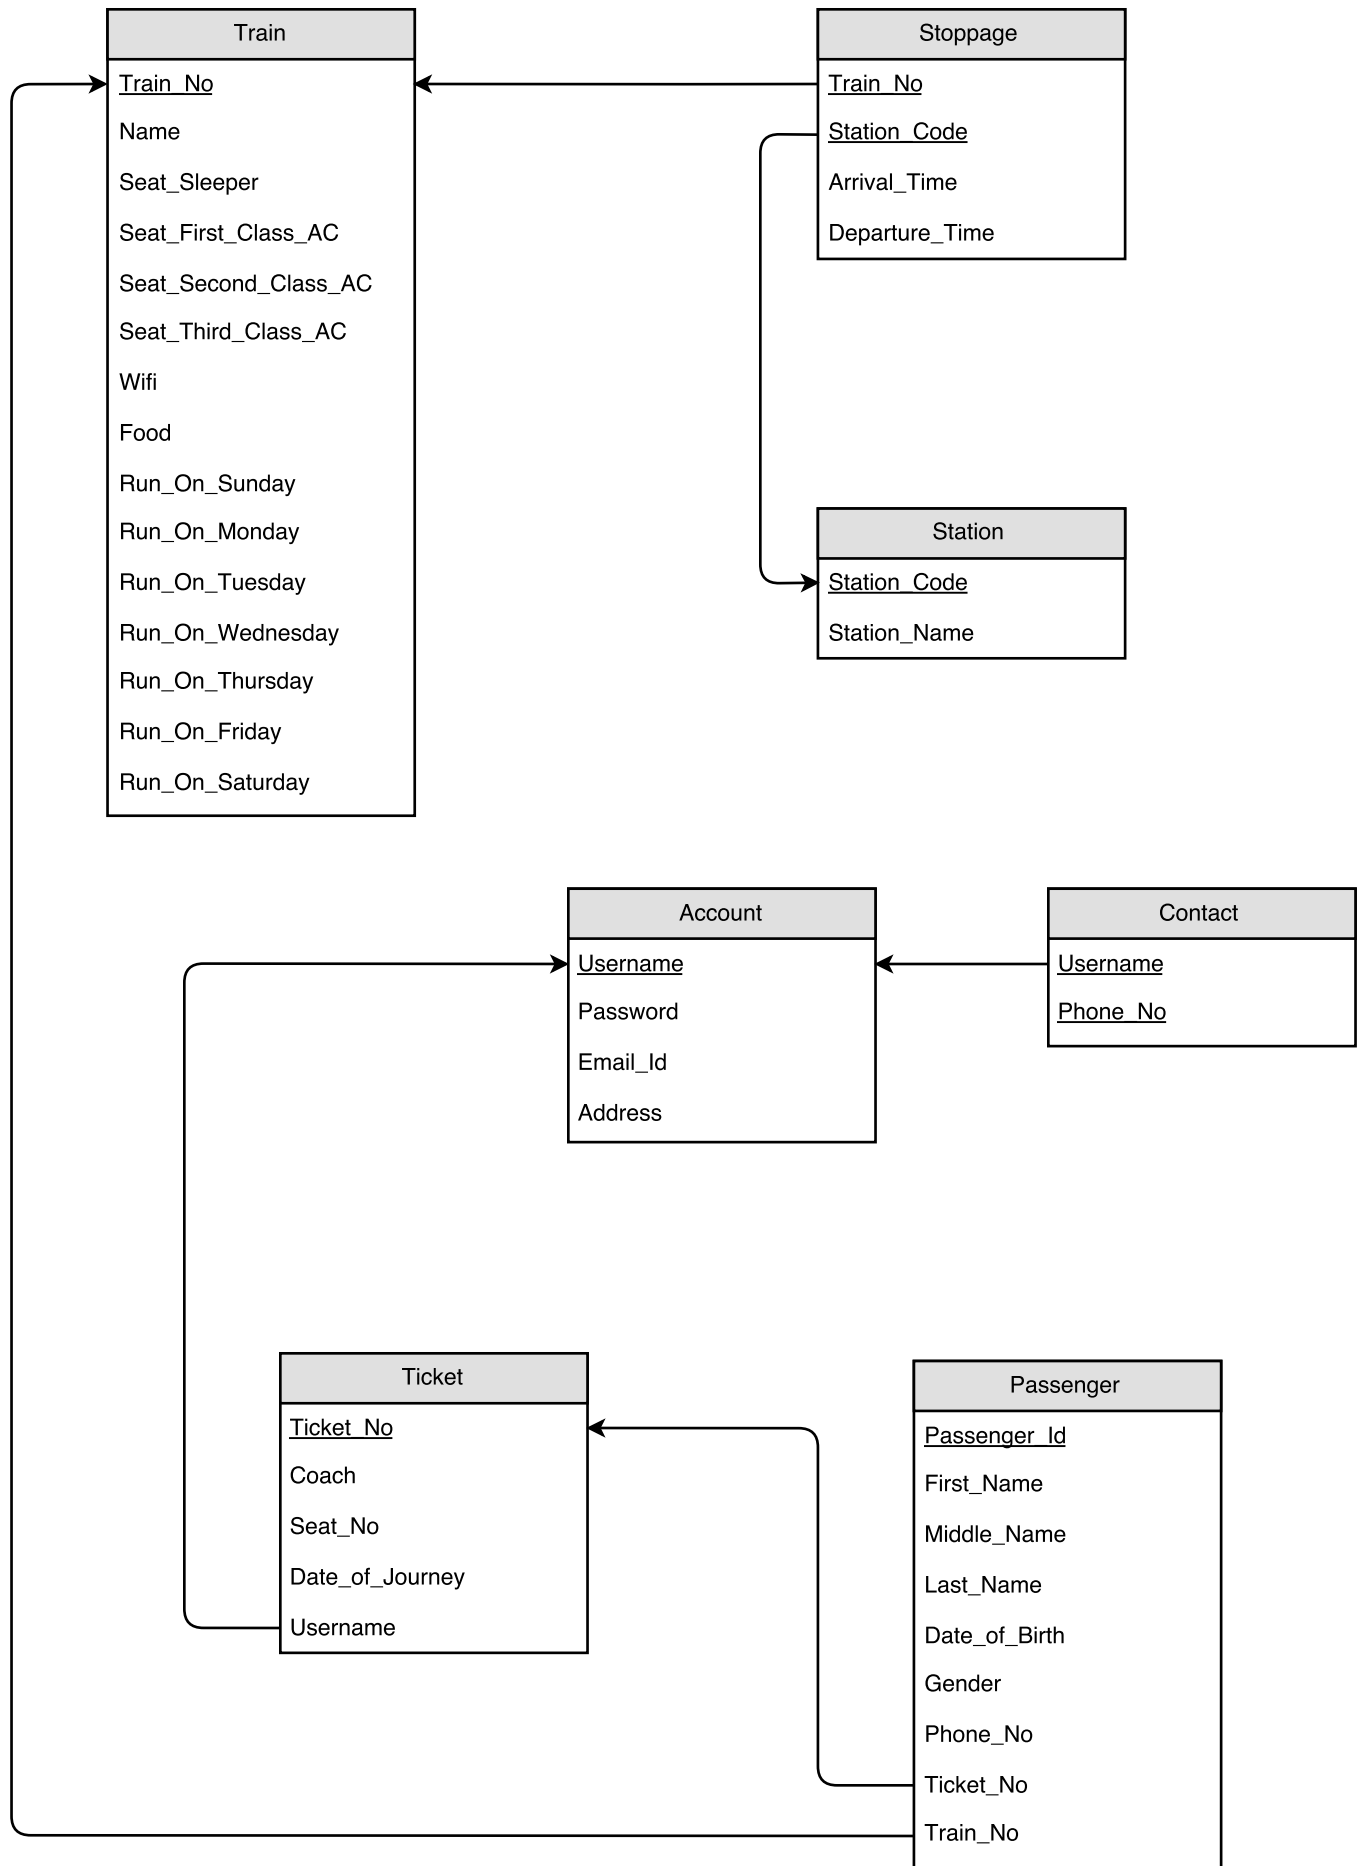 Train
Train_No
Name
Seat_Sleeper
Seat_First_Class_AC
Seat_Second_Class_AC
Seat_Third_Class_AC
Wifi
Food
Run_On_Sunday
Run_On_Monday
Run_On_Tuesday
Run_On_Wednesday
Run_On_Thursday
Run_On_Friday
Run_On_Saturday
Stoppage
Train_No
Station_Code
Arrival_Time
Departure_Time
Station
Station_Code
Station_Name
Account
Username
Password
Email_Id
Address
Contact
Username
Phone_No
Ticket
Ticket_No
Coach
Seat_No
Date_of_Journey
Username
Passenger
Passenger_Id
First_Name
Middle_Name
Last_Name
Date_of_Birth
Gender
Phone_No
Ticket_No
Train_No